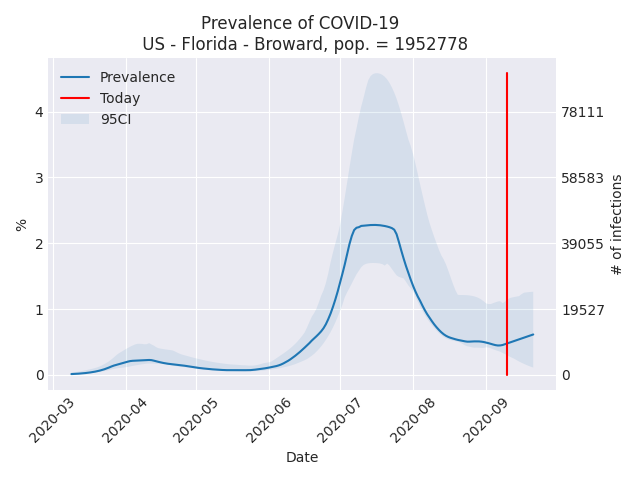 Prevalence of COVID-19
US - Florida - Broward, pop. = 1952778
Prevalence
Today
95CI
%
4
3
2
1
0
78111
58583
39055
19527
0
# of infections
2020-03
2020-04
2020-05
2020-06
2020-07
2020-08
2020-09
Date